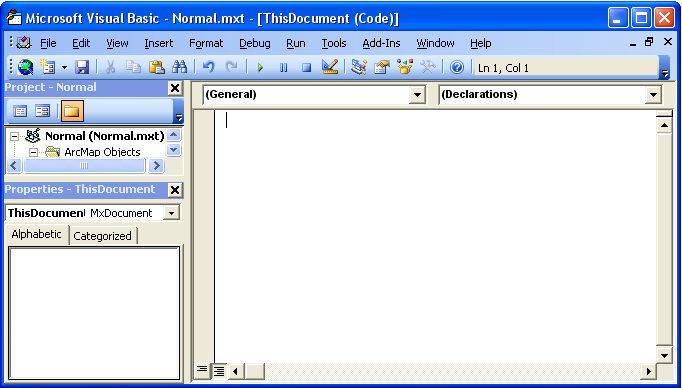 Microsoft Visual Basic - Normal.mxt - [ThisDocument (Code)]
File Edit View Insert Format Debug Run Tools Add-Ins Window Help
Ln 1, Col 1
Project - Normal
Normal (Normal.mxt)
ArcMap Objects
Properties - ThisDocument
ThisDocument MxDocument
Alphabetic Categorized
(General) (Declarations)